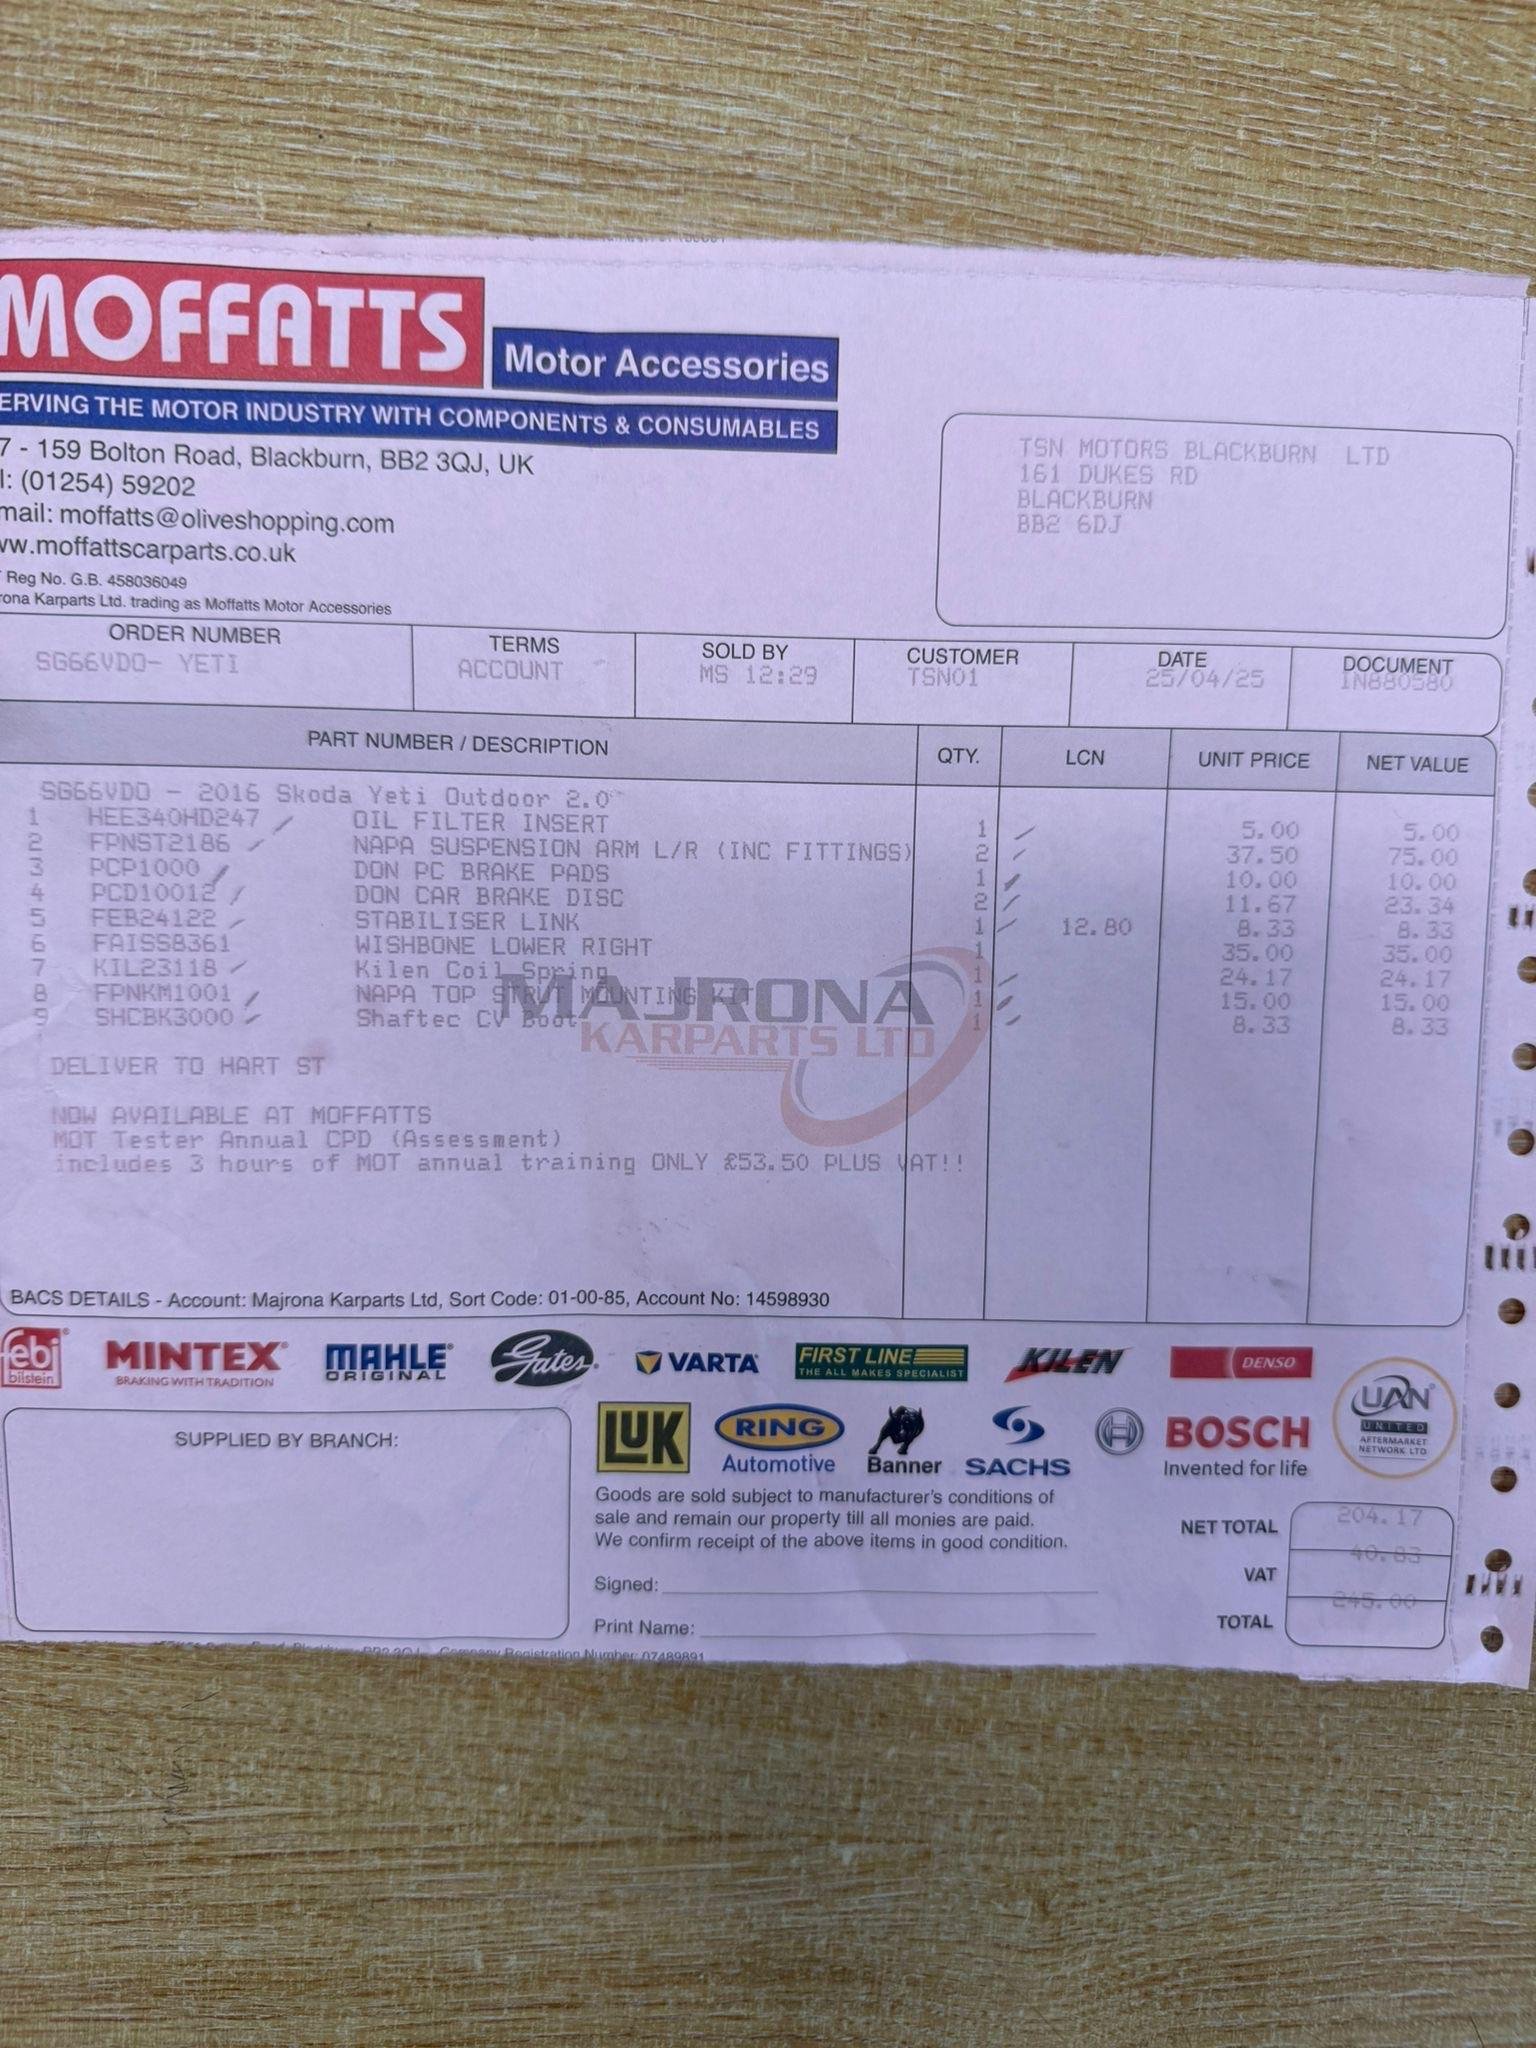 MOFFATTS
Motor Accessories
ERVING THE MOTOR INDUSTRY WITH COMPONENTS & CONSUMABLES
7 - 159 Bolton Road, Blackburn, BB2 3QJ, UK
l: (01254) 59202
mail: moffatts@oliveshopping.com
ww.moffattscarparts.co.uk
Reg No. G.B. 458036049
rona Karparts Ltd. trading as Moffatts Motor Accessories
TSN MOTORS BLACKBURN LTD
161 DUKES RD
BLACKBURN
BB2 6DJ
ORDER NUMBER TERMS SOLD BY CUSTOMER DATE DOCUMENT
SG66VDO- YETI ACCOUNT MS 12:29 TSN01 25/04/25 IN880580
PART NUMBER / DESCRIPTION QTY. LCN UNIT PRICE NET VALUE
SG66VDO - 2016 Skoda Yeti Outdoor 2.0
1 HEE340HD247 OIL FILTER INSERT 1 5.00 5.00
2 FPNST2186 NAPA SUSPENSION ARM L/R (INC FITTINGS) 2 37.50 75.00
3 PCP1000 DON PC BRAKE PADS 1 10.00 10.00
4 PCD10012 DON CAR BRAKE DISC 2 11.67 23.34
5 FEB24122 STABILISER LINK 1 12.80 8.33 8.33
6 FAISS8361 WISHBONE LOWER RIGHT 1 35.00 35.00
7 KIL23118 Kilen Coil Spring 1 24.17 24.17
8 FPNKM1001 NAPA TOP STRUT MOUNTING KIT 1 15.00 15.00
9 SHCBK3000 Shaftec CV Boot 1 8.33 8.33
MAJRONA
KARPARTS LTD
DELIVER TO HART ST
NOW AVAILABLE AT MOFFATTS
MOT Tester Annual CPD (Assessment)
includes 3 hours of MOT annual training ONLY £53.50 PLUS VAT!!
BACS DETAILS - Account: Majrona Karparts Ltd, Sort Code: 01-00-85, Account No: 14598930
febi bilstein
MINTEX
BRAKING WITH TRADITION
MAHLE
ORIGINAL
Gates
VARTA
FIRST LINE
THE ALL MAKES SPECIALIST
KILEN
DENSO
LUK
RING
Automotive
Banner
SACHS
BOSCH
Invented for life
UAN
UNITED
AFTERMARKET
NETWORK LTD
SUPPLIED BY BRANCH:
Goods are sold subject to manufacturer's conditions of
sale and remain our property till all monies are paid.
We confirm receipt of the above items in good condition.
Signed:
Print Name:
NET TOTAL 204.17
VAT 40.83
TOTAL 245.00
Company Registration Number: 07489891